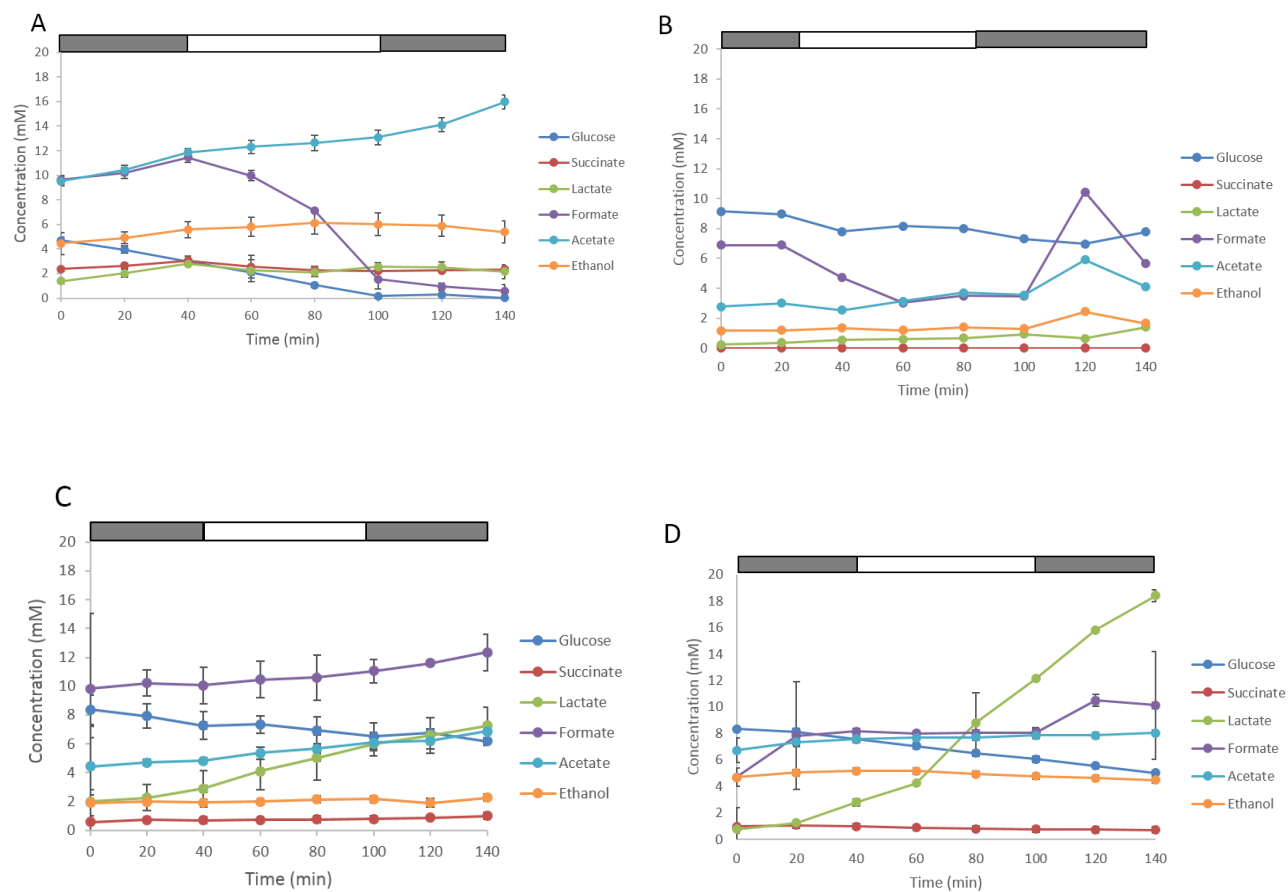 A
20
18
16
14
12
10
8
6
4
2
0
Concentration (mM)
0 20 40 60 80 100 120 140
Time (min)
Glucose
Succinate
Lactate
Formate
Acetate
Ethanol
B
20
18
16
14
12
10
8
6
4
2
0
Concentration (mM)
0 20 40 60 80 100 120 140
Time (min)
Glucose
Succinate
Lactate
Formate
Acetate
Ethanol
C
20
18
16
14
12
10
8
6
4
2
0
Concentration (mM)
0 20 40 60 80 100 120 140
Time (min)
Glucose
Succinate
Lactate
Formate
Acetate
Ethanol
D
20
18
16
14
12
10
8
6
4
2
0
Concentration (mM)
0 20 40 60 80 100 120 140
Time (min)
Glucose
Succinate
Lactate
Formate
Acetate
Ethanol